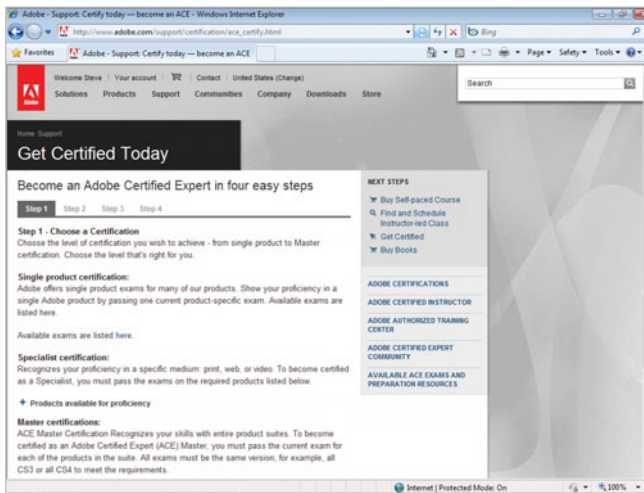 Adobe - Support: Certify today — become an ACE - Windows Internet Explorer
http://www.adobe.com/support/certification/ace_certify.html
Bing
Favorites
Adobe - Support: Certify today — become an ACE
Page
Safety
Tools
Welcome Steve | Your account | Contact | United States (Change)
Solutions Products Support Communities Company Downloads Store
Search
Adobe
Home Support
Get Certified Today
Become an Adobe Certified Expert in four easy steps
Step 1 Step 2 Step 3 Step 4
Step 1 - Choose a Certification
Choose the level of certification you wish to achieve - from single product to Master
certification. Choose the level that's right for you.
Single product certification:
Adobe offers single product exams for many of our products. Show your proficiency in a
single Adobe product by passing one current product-specific exam. Available exams are
listed here.
Available exams are listed here.
Specialist certification:
Recognizes your proficiency in a specific medium: print, web, or video. To become certified
as a Specialist, you must pass the exams on the required products listed below.
+ Products available for proficiency
Master certifications:
ACE Master Certification Recognizes your skills with entire product suites. To become
certified as an Adobe Certified Expert (ACE) Master, you must pass the current exam for
each of the products in the suite. All exams must be the same version, for example, all
CS3 or all CS4 to meet the requirements.
NEXT STEPS
Buy Self-paced Course
Find and Schedule
Instructor-led Class
Get Certified
Buy Books
ADOBE CERTIFICATIONS
ADOBE CERTIFIED INSTRUCTOR
ADOBE AUTHORIZED TRAINING
CENTER
ADOBE CERTIFIED EXPERT
COMMUNITY
AVAILABLE ACE EXAMS AND
PREPARATION RESOURCES
Internet | Protected Mode: On
100%